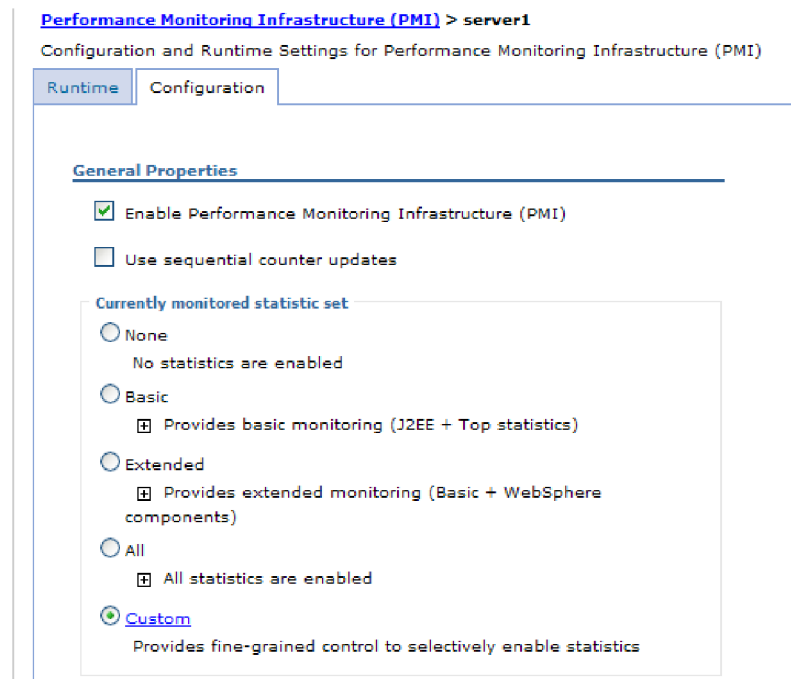 Performance Monitoring Infrastructure (PMI) > server1
Configuration and Runtime Settings for Performance Monitoring Infrastructure (PMI)
Runtime Configuration
General Properties
Enable Performance Monitoring Infrastructure (PMI)
Use sequential counter updates
Currently monitored statistic set
None
No statistics are enabled
Basic
Provides basic monitoring (J2EE + Top statistics)
Extended
Provides extended monitoring (Basic + WebSphere
components)
All
All statistics are enabled
Custom
Provides fine-grained control to selectively enable statistics